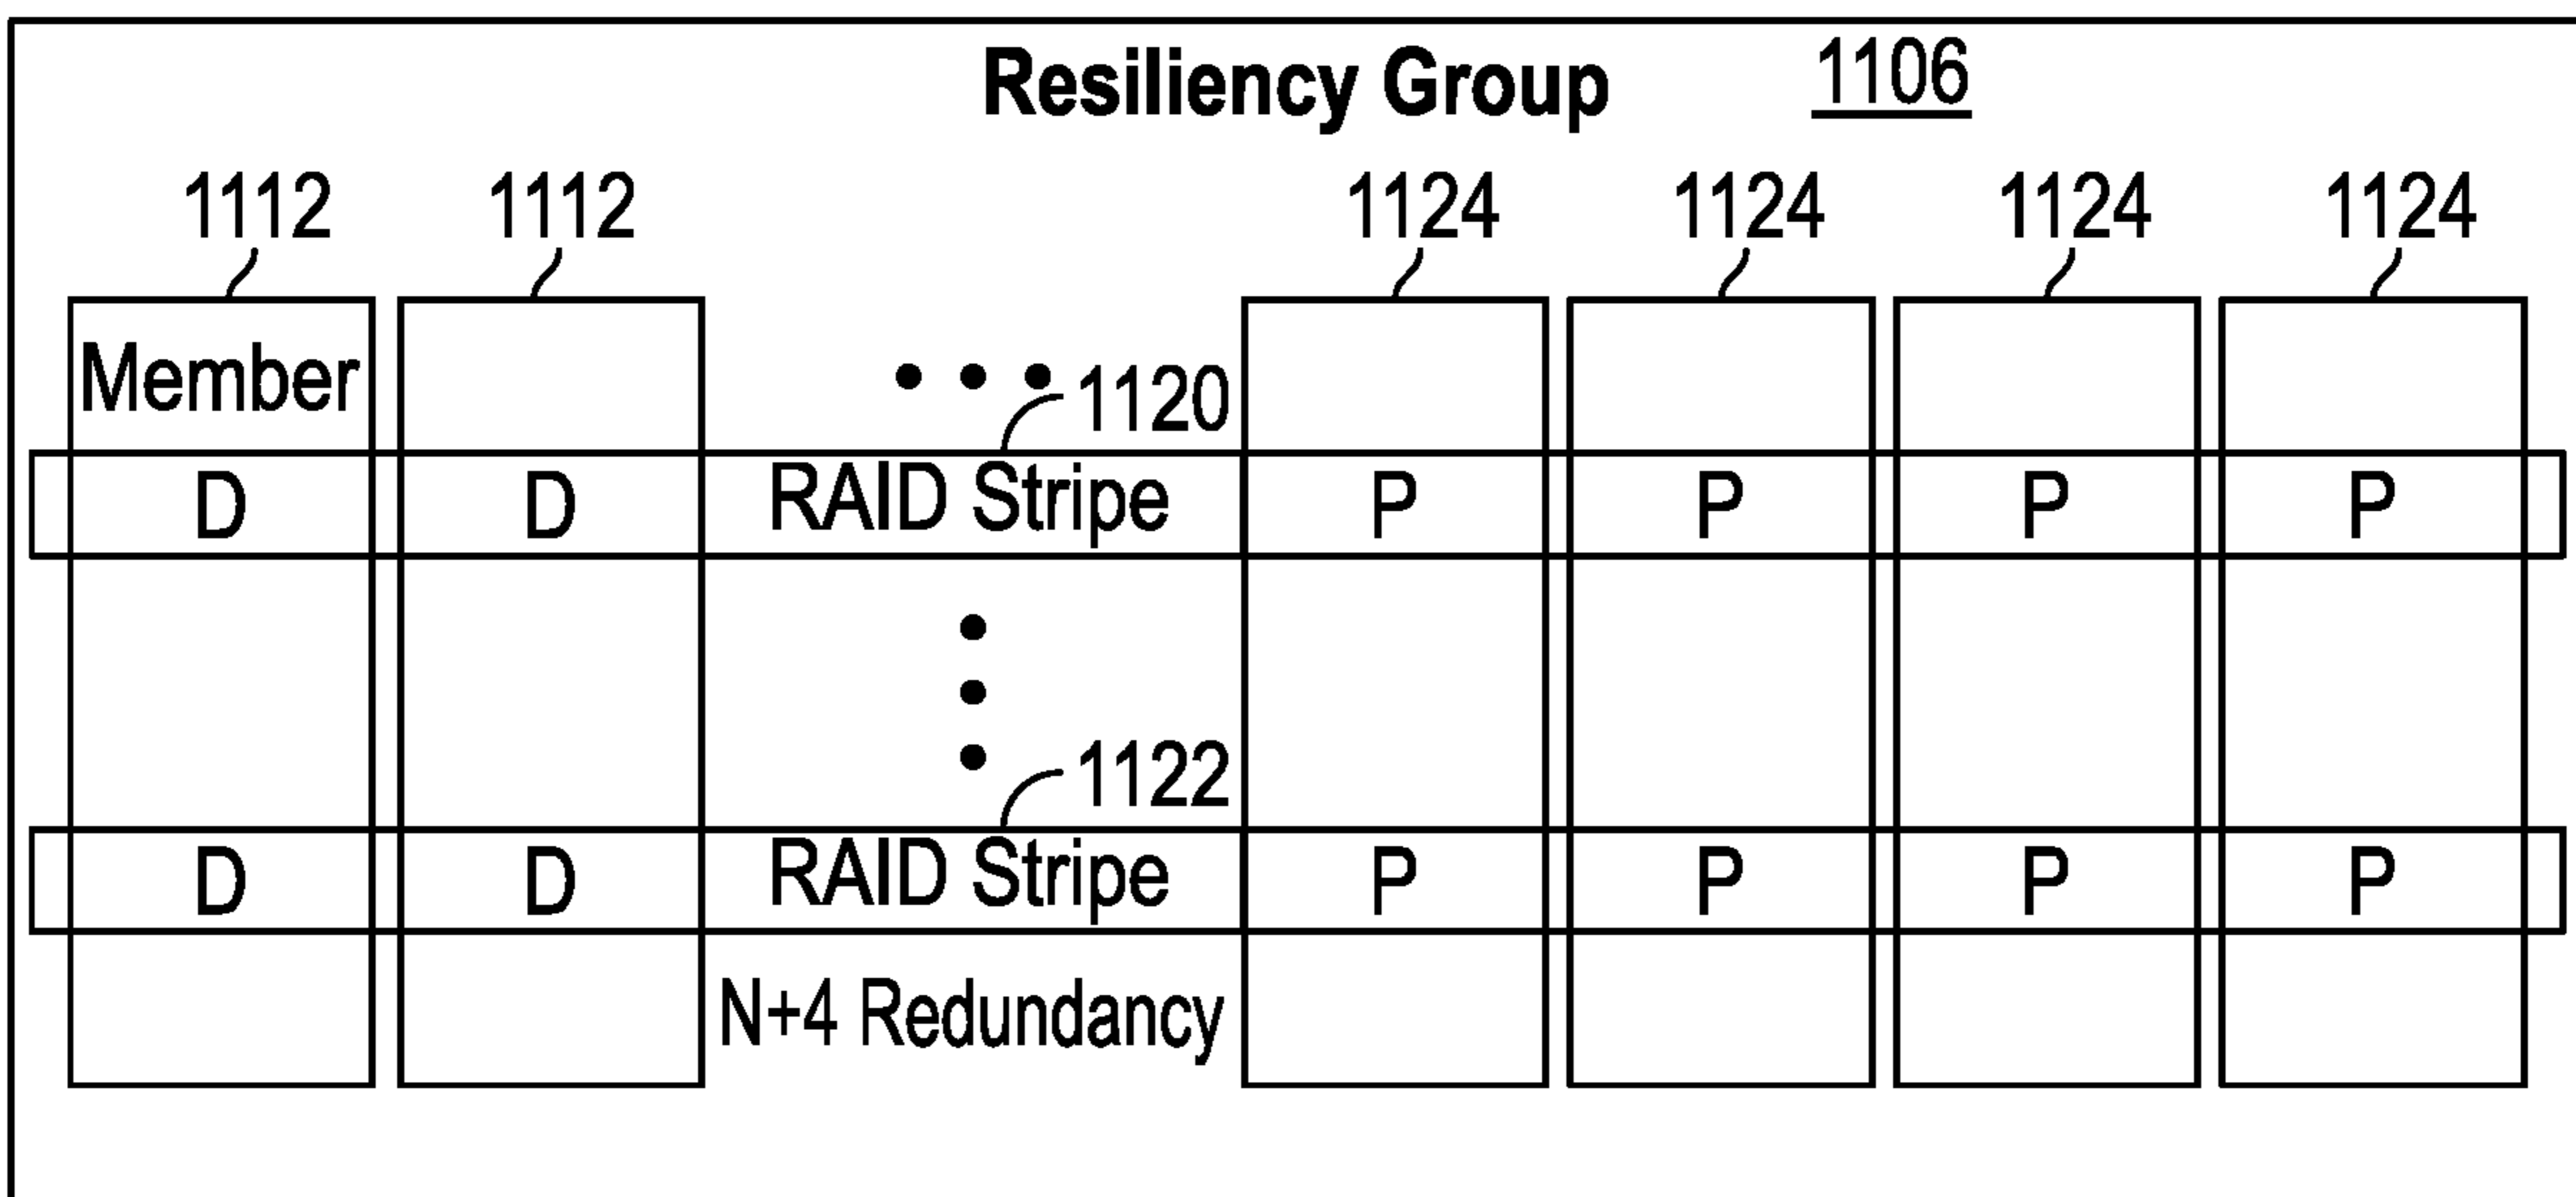 Resiliency Group 1106
1112 1112 1124 1124 1124 1124
Member
1120
D D RAID Stripe P P P P
1122
D D RAID Stripe P P P P
N+4 Redundancy